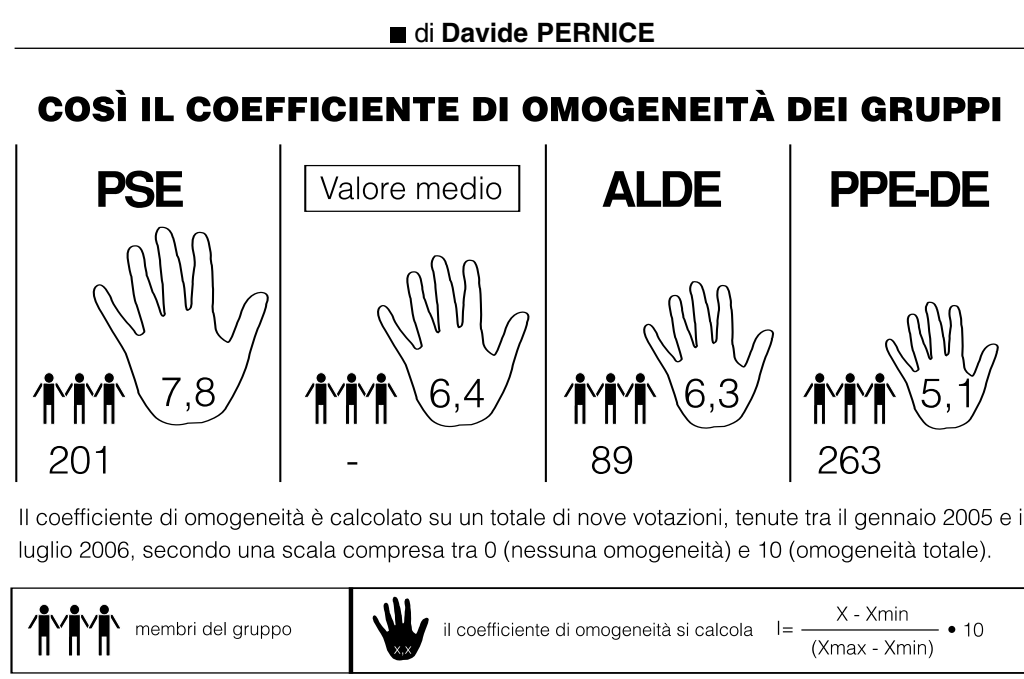 ■ di Davide PERNICE
COSÌ IL COEFFICIENTE DI OMOGENEITÀ DEI GRUPPI
PSE
7,8
201
Valore medio
6,4
-
ALDE
6,3
89
PPE-DE
5,1
263
Il coefficiente di omogeneità è calcolato su un totale di nove votazioni, tenute tra il gennaio 2005 e i
luglio 2006, secondo una scala compresa tra 0 (nessuna omogeneità) e 10 (omogeneità totale).
membri del gruppo
x,x
il coefficiente di omogeneità si calcola
X - Xmin
I=  
(Xmax - Xmin)
• 10